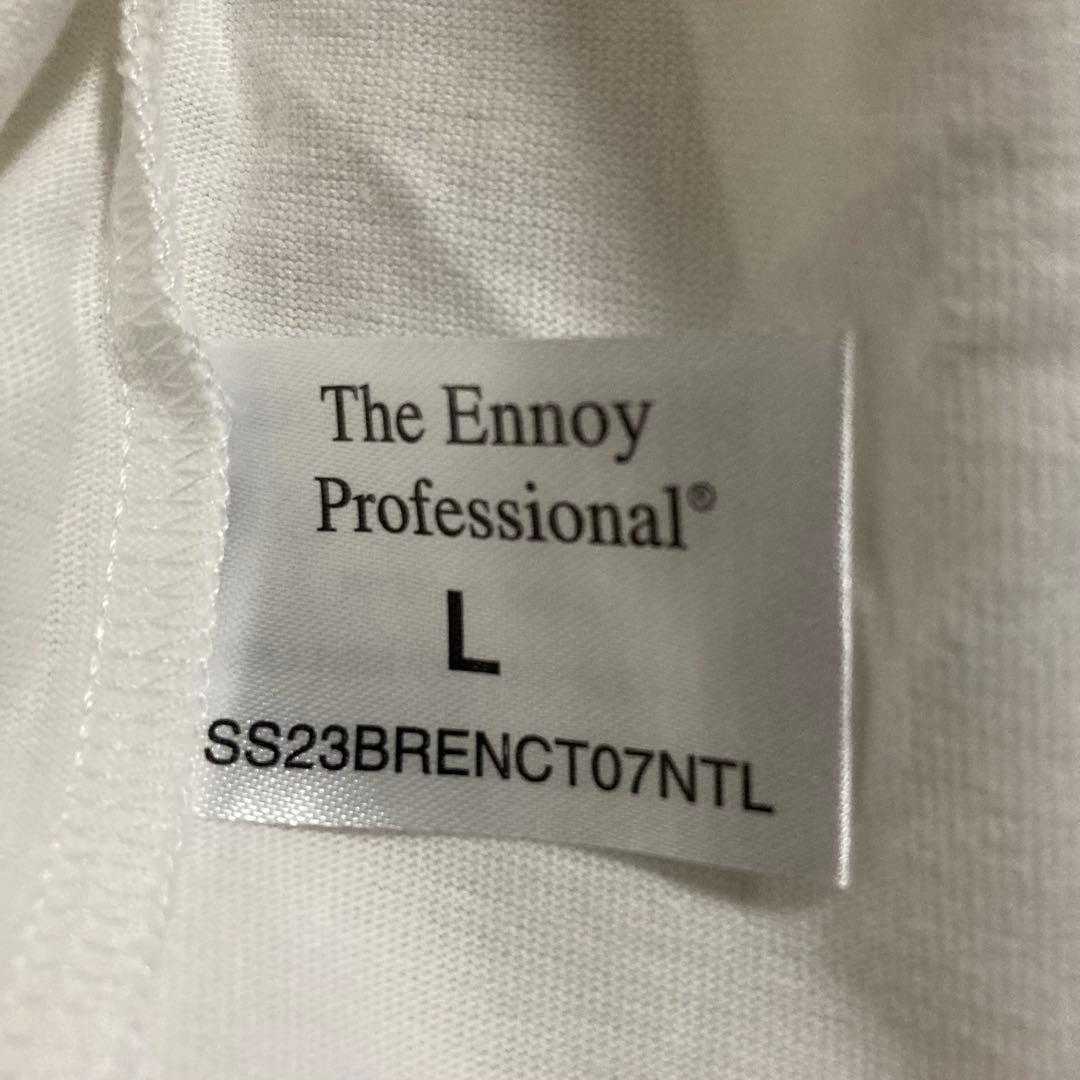 The Ennoy
Professional®
L
SS23BRENCT07NTL